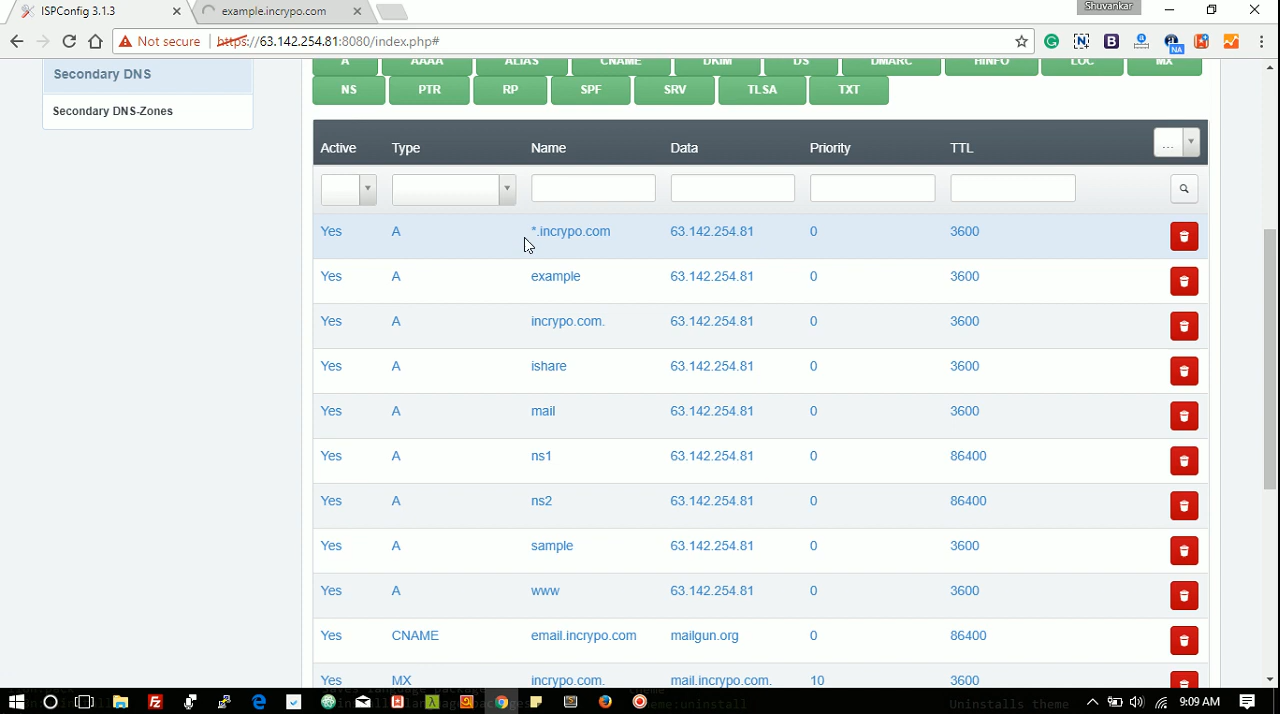 Shuvankar
ISPConfig 3.1.3
example.incrypo.com
Not secure https://63.142.254.81:8080/index.php#
NA
Secondary DNS
Secondary DNS-Zones
A AAAA ALIAS CNAME DKIM DS DMARC HINFO LOC MX
NS PTR RP SPF SRV TLSA TXT
Active Type Name Data Priority TTL ...
Yes A *.incrypo.com 63.142.254.81 0 3600
Yes A example 63.142.254.81 0 3600
Yes A incrypo.com. 63.142.254.81 0 3600
Yes A ishare 63.142.254.81 0 3600
Yes A mail 63.142.254.81 0 3600
Yes A ns1 63.142.254.81 0 86400
Yes A ns2 63.142.254.81 0 86400
Yes A sample 63.142.254.81 0 3600
Yes A www 63.142.254.81 0 3600
Yes CNAME email.incrypo.com mailgun.org 0 86400
Yes MX incrypo.com. mail.incrypo.com. 10 3600
9:09 AM